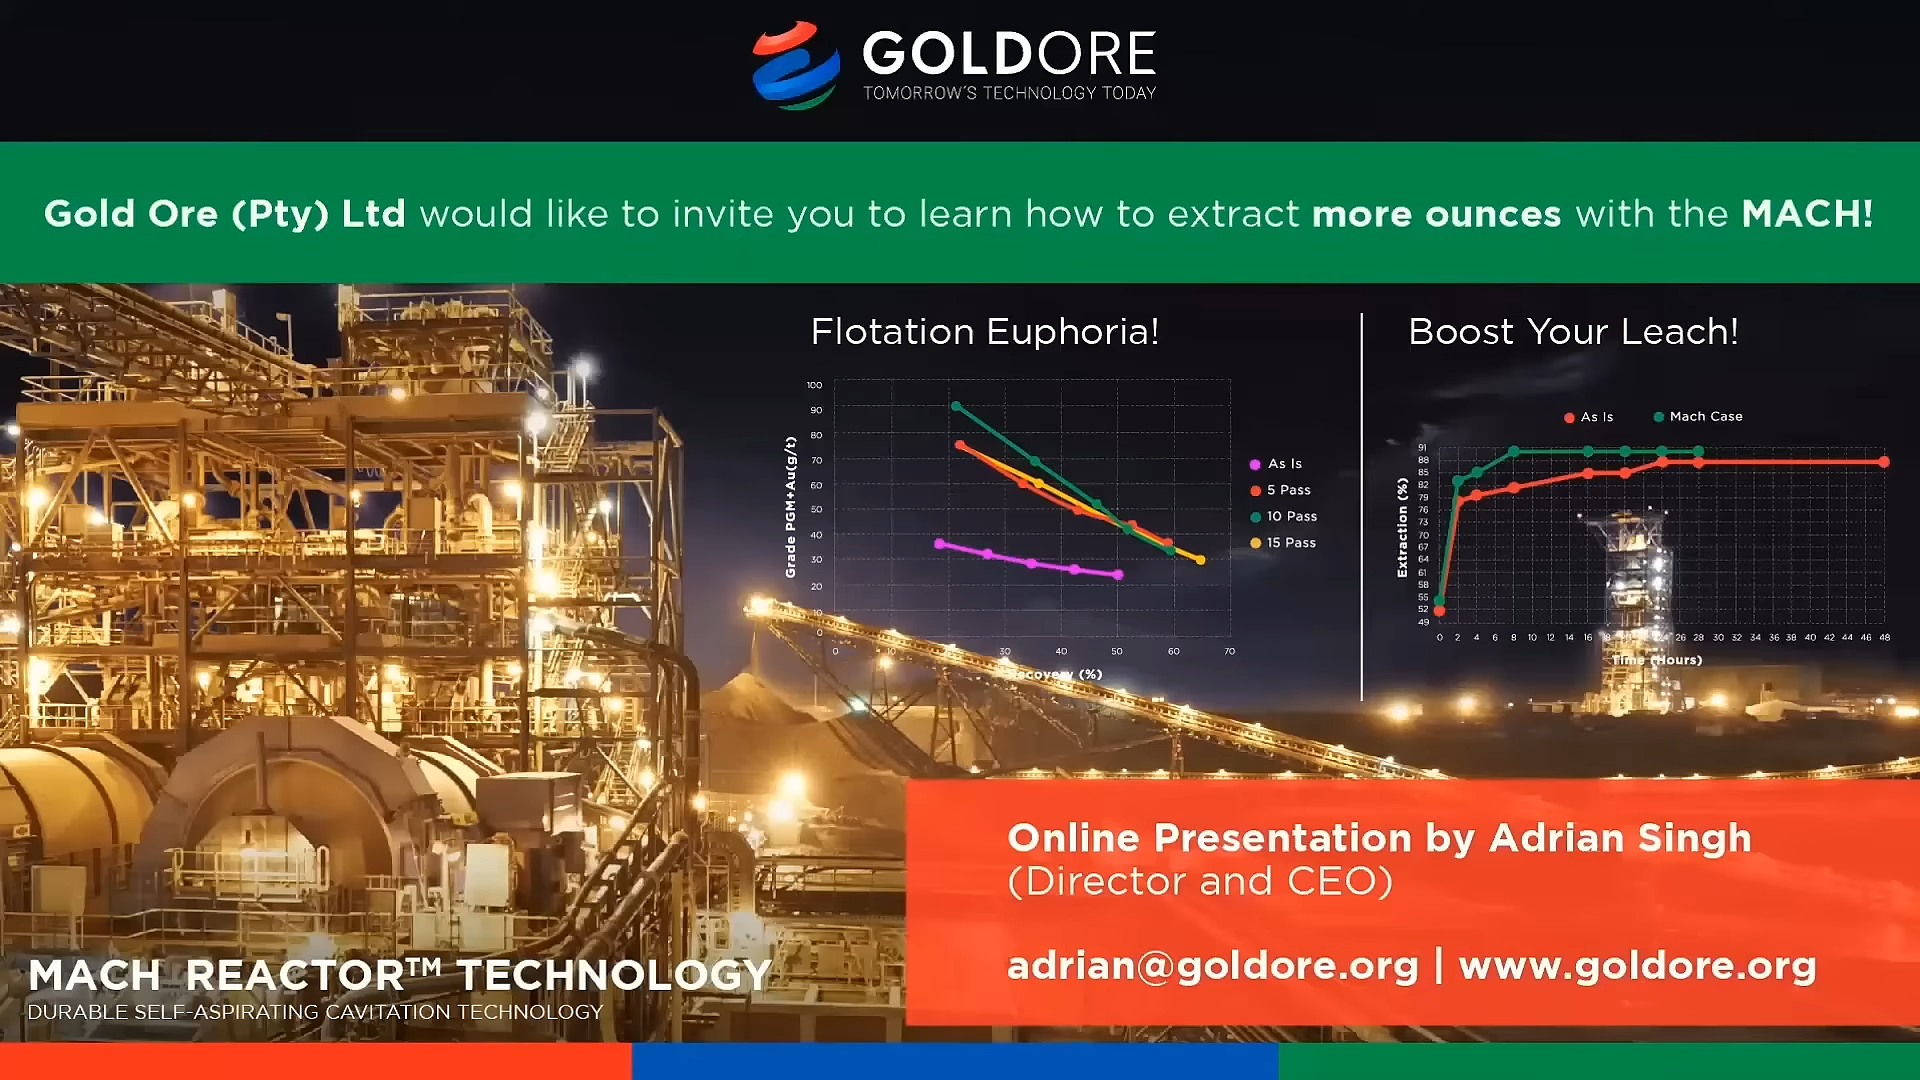 GOLDORE
TOMORROW'S TECHNOLOGY TODAY
Gold Ore (Pty) Ltd would like to invite you to learn how to extract more ounces with the MACH!
Flotation Euphoria!
100
90
80
70
60
50
40
30
20
10
0
Grade PGM+Au(g/t)
0 10 30 40 50 60 70
Recovery (%)
As Is
5 Pass
10 Pass
15 Pass
Boost Your Leach!
As Is Mach Case
91
88
85
82
79
76
73
70
67
64
61
58
55
52
49
Extraction (%)
0 2 4 6 8 10 12 14 16 18 24 26 28 30 32 34 36 38 40 42 44 46 48
Time (Hours)
Online Presentation by Adrian Singh
(Director and CEO)
adrian@goldore.org | www.goldore.org
MACH REACTOR™ TECHNOLOGY
DURABLE SELF-ASPIRATING CAVITATION TECHNOLOGY